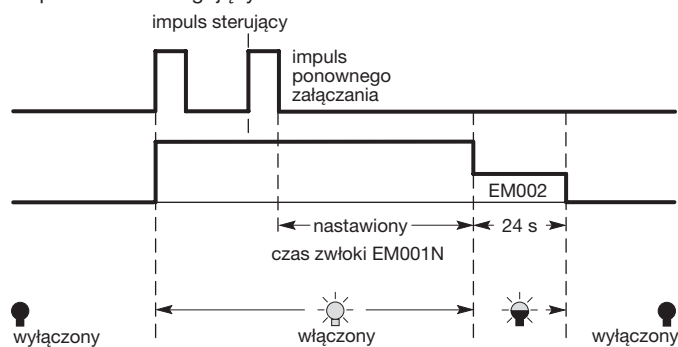 impuls sterujący
impuls
ponownego
załączania
EM002
nastawiony
24 s
czas zwłoki EM001N
wyłączony
włączony
wyłączony